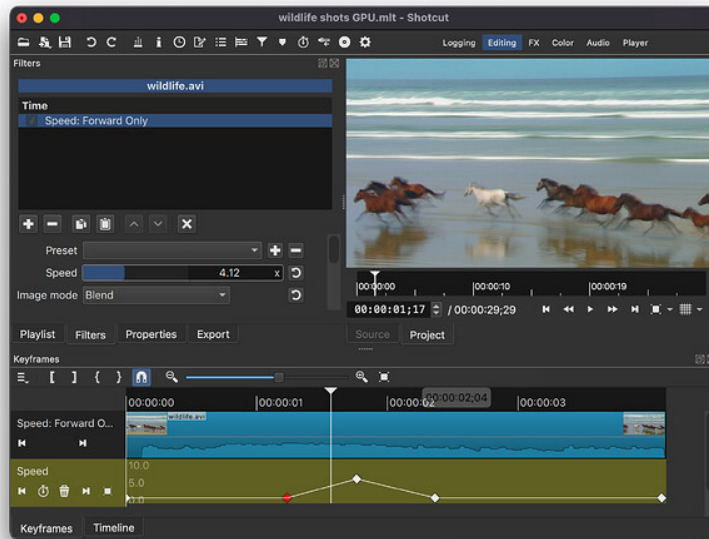 wildlife shots GPU.mlt - Shotcut
Logging Editing FX Color Audio Player
Filters
wildlife.avi
Time
Speed: Forward Only
Preset
Speed 4.12 x
Image mode Blend
00:00:00 00:00:10 00:00:19
00:00:01;17 / 00:00:29;29
Playlist Filters Properties Export
Source Project
Keyframes
00:00:00 00:00:01 00:00:02 00:00:02;04 00:00:03
wildlife.avi
Speed: Forward O...
Speed
10.0
5.0
0.0
Keyframes Timeline